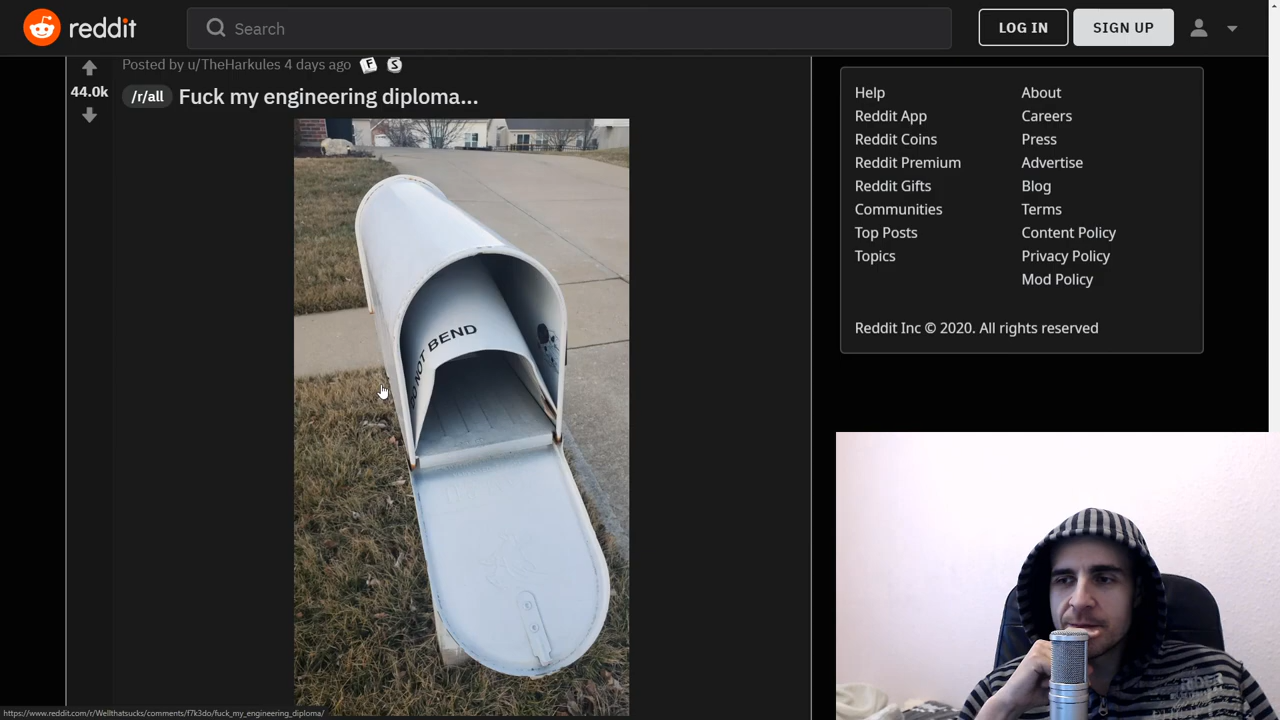 reddit
Search
LOG IN
SIGN UP
Posted by u/TheHarkules 4 days ago
44.0k
/r/all
Fuck my engineering diploma...
DO NOT BEND
Help
About
Reddit App
Careers
Reddit Coins
Press
Reddit Premium
Advertise
Reddit Gifts
Blog
Communities
Terms
Top Posts
Content Policy
Topics
Privacy Policy
Mod Policy
Reddit Inc © 2020. All rights reserved
https://www.reddit.com/r/Wellthatsucks/comments/f7k3do/fuck_my_engineering_diploma/